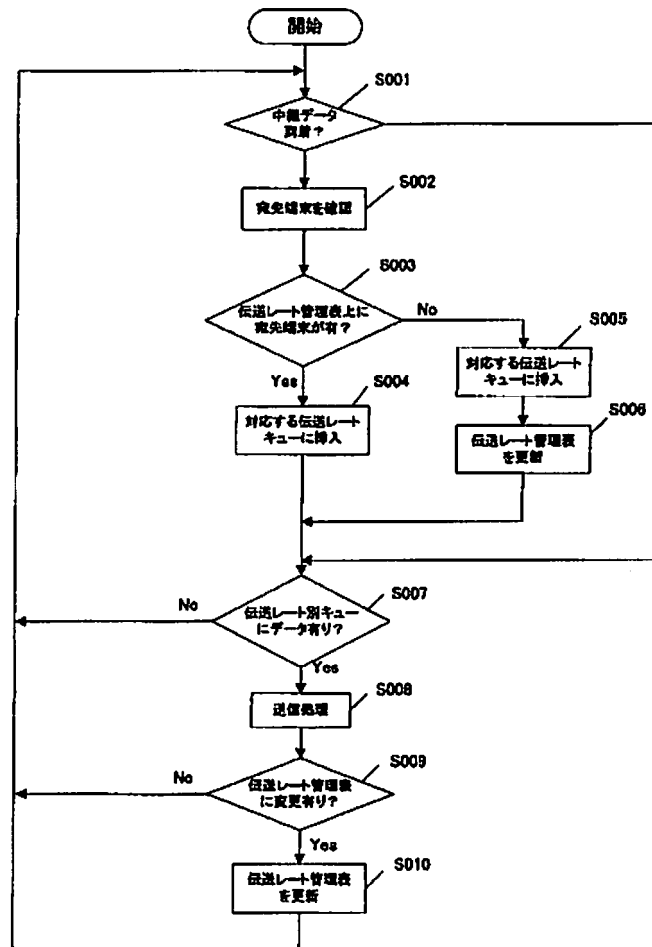 開始
S001
中継データ
到着?
S002
宛先端末を確認
S003
伝送レート管理表上に
宛先端末が有?
No
S005
対応する伝送レート
キューに挿入
Yes
S004
対応する伝送レート
キューに挿入
S006
伝送レート管理表
を更新
No
S007
伝送レート別キュー
にデータ有り?
Yes
S008
送信処理
S009
No
伝送レート管理表
に変更有り?
Yes
S010
伝送レート管理表
を更新